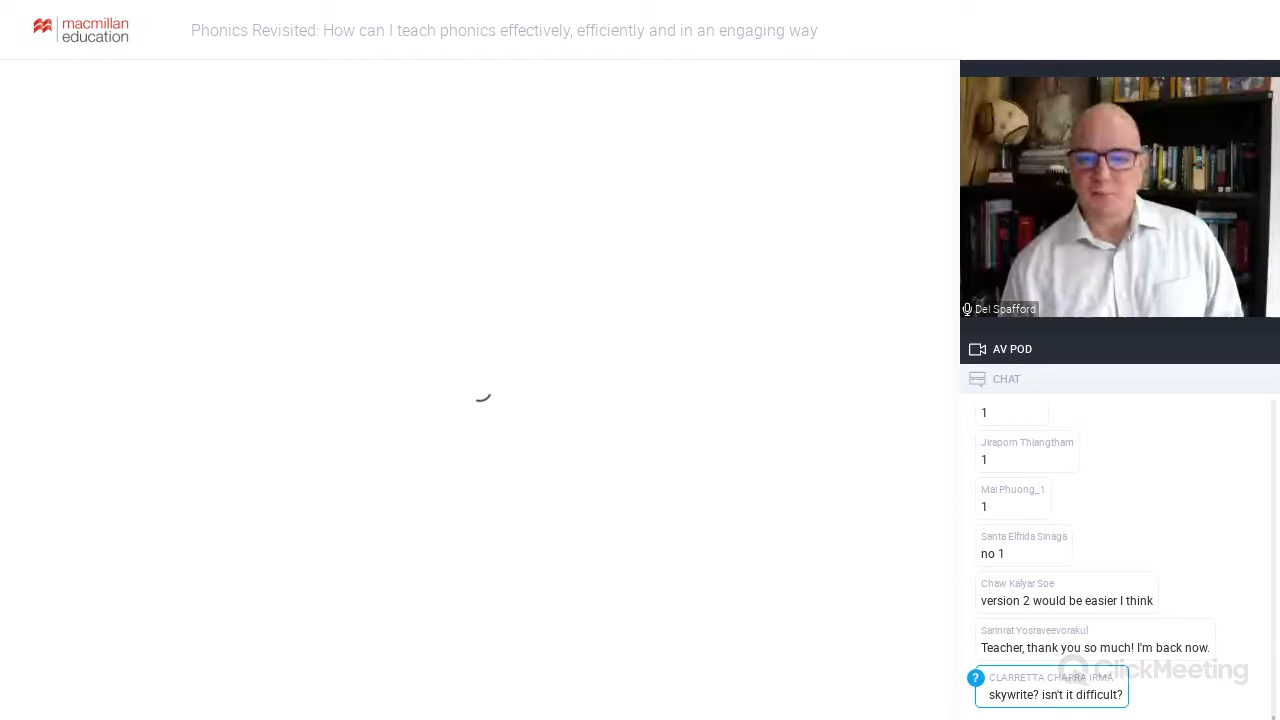 macmillan
education
Phonics Revisited: How can I teach phonics effectively, efficiently and in an engaging way
Del Spafford
AV POD
CHAT
1
Jiraporn Thiangtham
1
Mai Phuong_1
1
Santa Elfrida Sinaga
no 1
Chaw Kalyar Soe
version 2 would be easier I think
Sarinrat Yosraveevorakul
Teacher, thank you so much! I'm back now.
ClickMeeting
?
CLARRETTA CHARRA IRMA
skywrite? isn't it difficult?